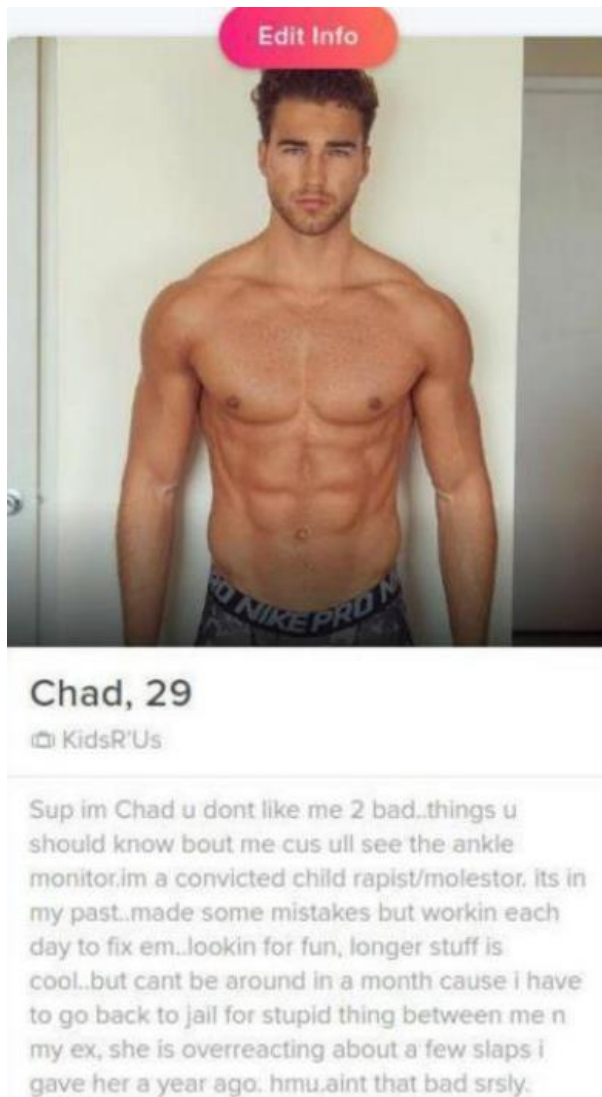 Edit Info
RO NIKE PRO N
Chad, 29
KidsR'Us
Sup im Chad u dont like me 2 bad..things u
should know bout me cus ull see the ankle
monitor.im a convicted child rapist/molestor. its in
my past..made some mistakes but workin each
day to fix em..lookin for fun, longer stuff is
cool..but cant be around in a month cause i have
to go back to jail for stupid thing between me n
my ex, she is overreacting about a few slaps i
gave her a year ago. hmu.aint that bad srsly.